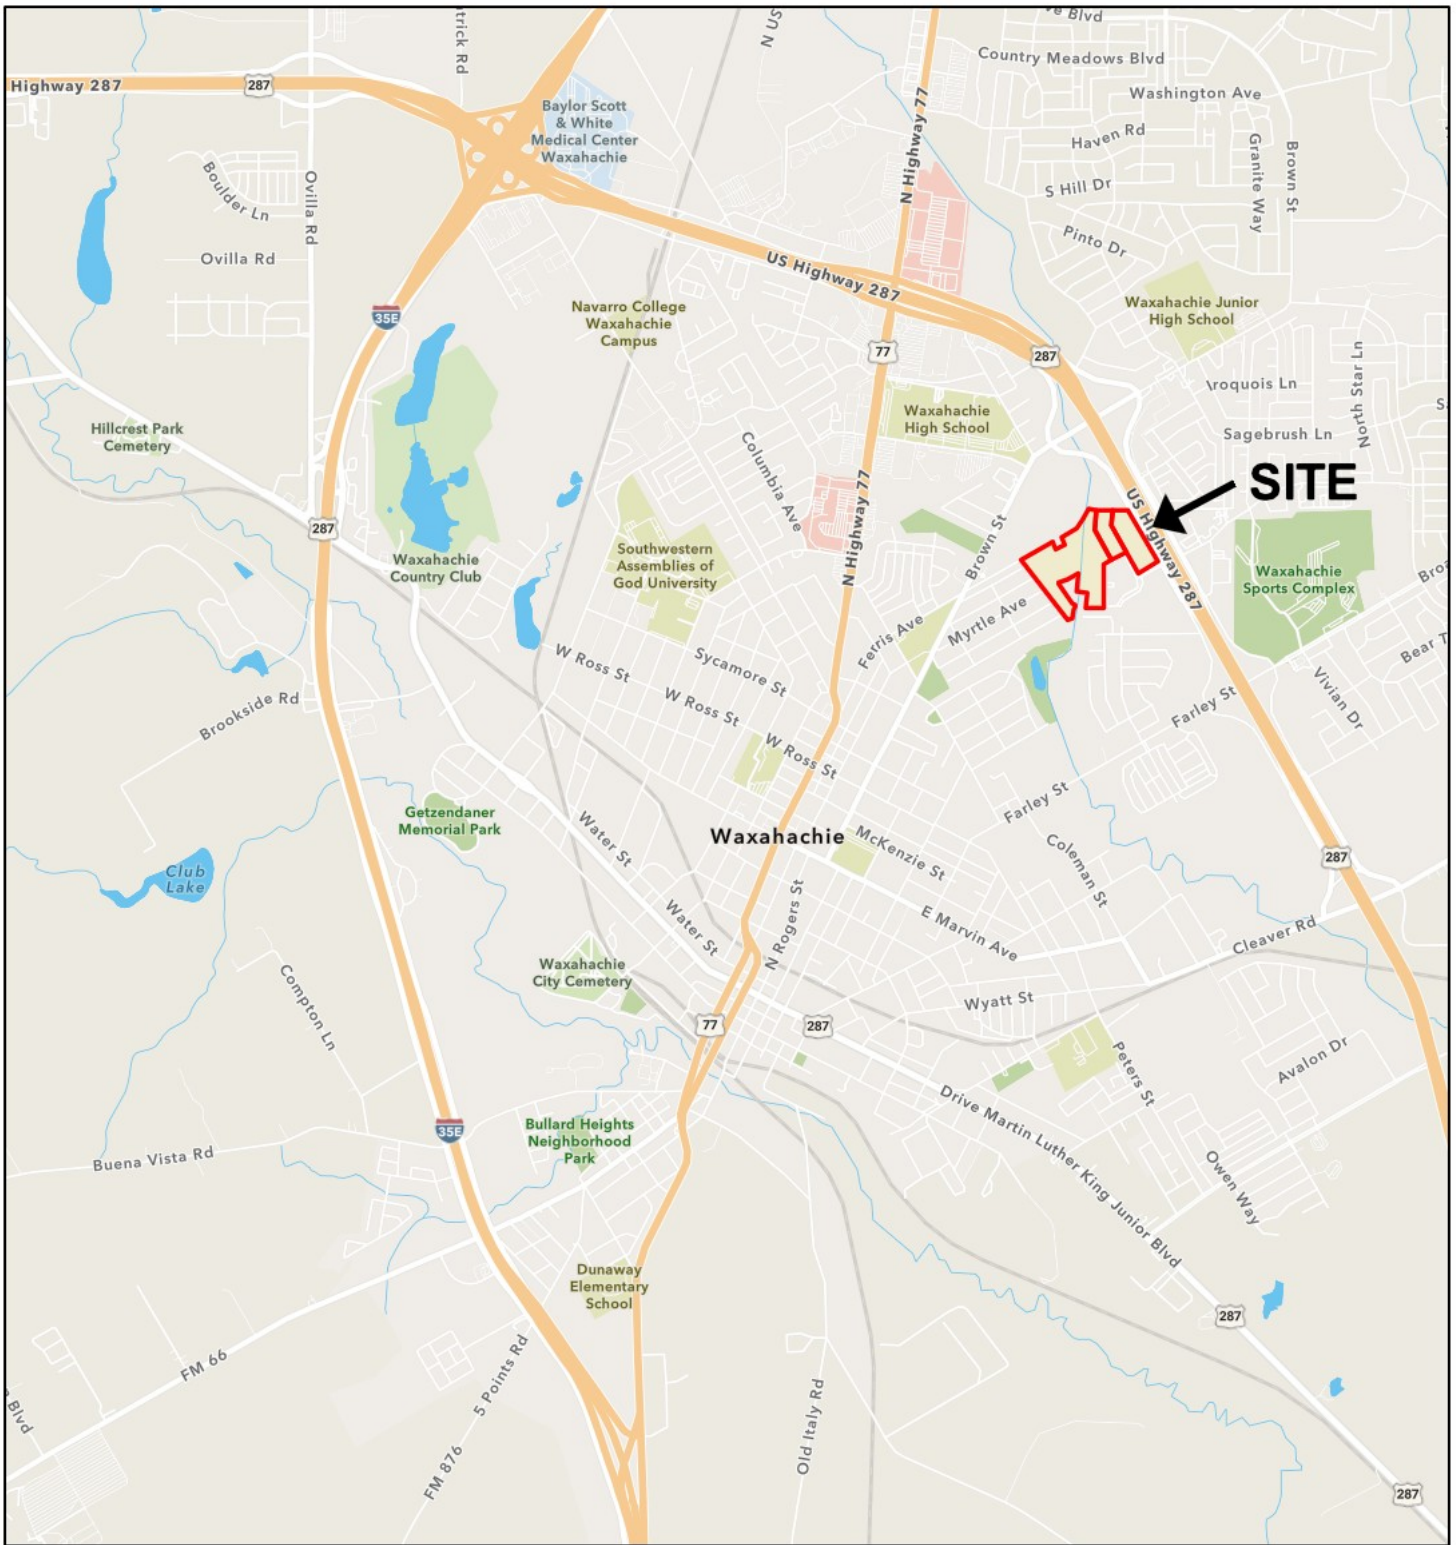 ve Blvd
trick Rd
N US
Country Meadows Blvd
Highway 287
287
Washington Ave
Baylor Scott
& White
Medical Center
Waxahachie
N Highway 77
Haven Rd
Granite Way
Brown St
Boulder Ln
Ovilla Rd
S Hill Dr
Pinto Dr
Ovilla Rd
US Highway 287
35E
Navarro College
Waxahachie
Campus
Waxahachie Junior
High School
77
287
Iroquois Ln
North Star Ln
Waxahachie
High School
S
Hillcrest Park
Cemetery
Sagebrush Ln
Columbia Ave
SITE
287
N Highway 77
US Highway 287
Brown St
Waxahachie
Country Club
Southwestern
Assemblies of
God University
Waxahachie
Sports Complex
Broa
Myrtle Ave
Ferris Ave
Bear T
W Ross St
Sycamore St
W Ross St
Vivian Dr
Farley St
Brookside Rd
W Ross St
Farley St
Getzendaner
Memorial Park
Water St
Waxahachie
McKenzie St
Coleman St
287
Club
Lake
Water St
N Rogers St
E Marvin Ave
Cleaver Rd
Waxahachie
City Cemetery
Compton Ln
Wyatt St
77
287
Peters St
Avalon Dr
Drive Martin Luther King Junior Blvd
35E
Bullard Heights
Neighborhood
Park
Buena Vista Rd
Owen Way
Dunaway
Elementary
School
287
FM 66
5 Points Rd
Blvd
Old Italy Rd
FM 876
287